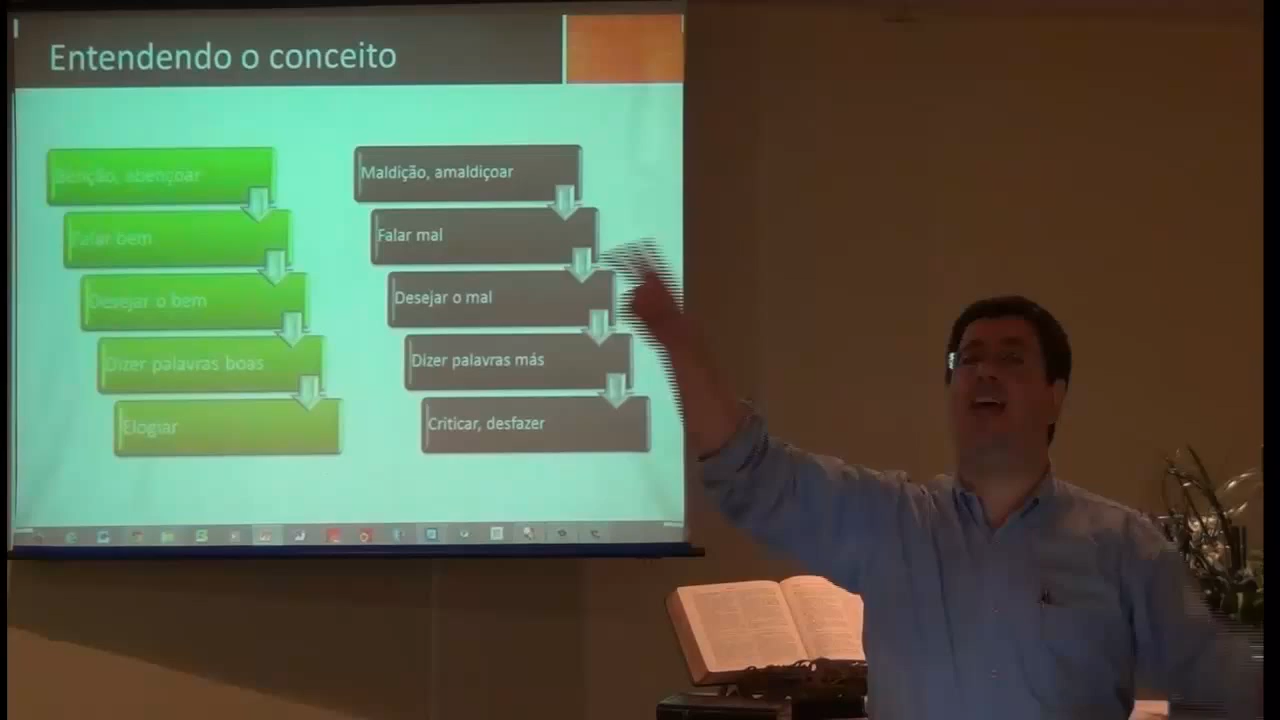 Entendendo o conceito
Benção, abençoar
Falar bem
Desejar o bem
Dizer palavras boas
Elogiar
Maldição, amaldiçoar
Falar mal
Desejar o mal
Dizer palavras más
Criticar, desfazer